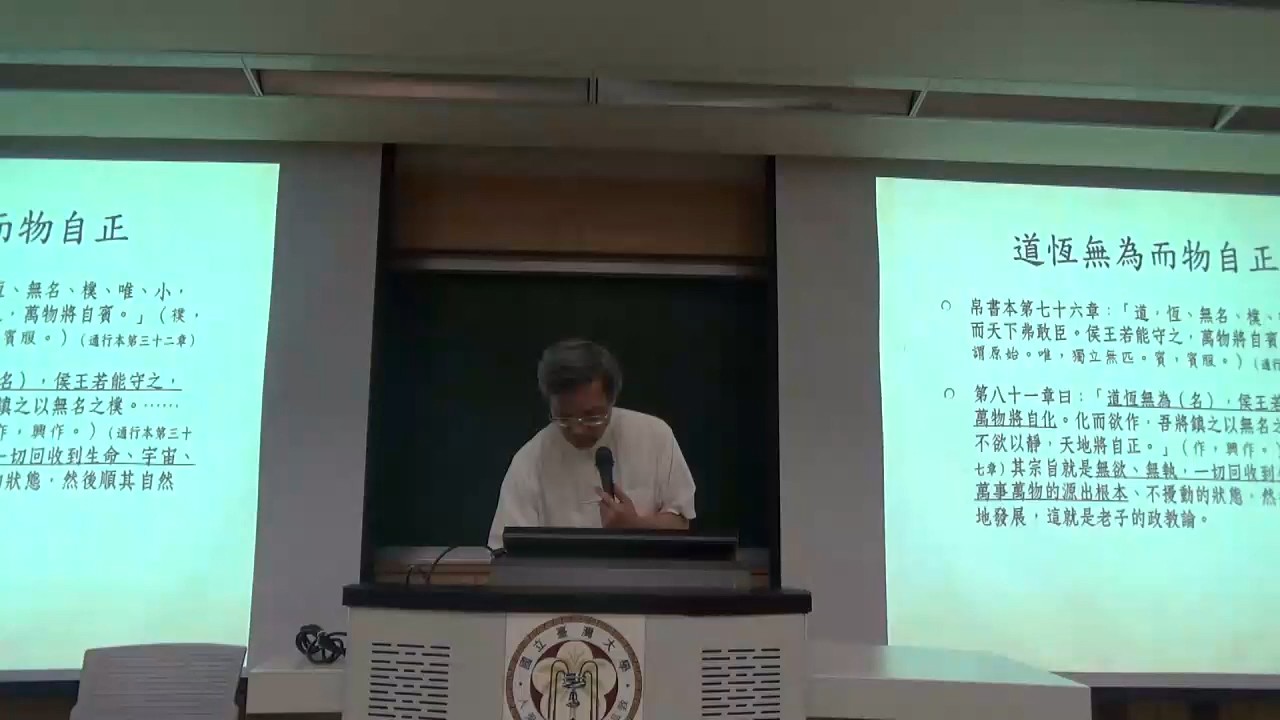 而物自正
恆、無名、樸、唯、小,
萬物將自賓。」(樸,
賓服。)(通行本第三十二章)
名),侯王若能守之,
鎮之以無名之樸。⋯⋯
作,興作。)(通行本第三十
一切回收到生命、宇宙、
狀態,然後順其自然
道恆無為而物自正
帛書本第七十六章:「道,恆、無名、樸、
而天下弗敢臣。侯王若能守之,萬物將自賓
謂原始。唯,獨立無匹。賓,賓服。)
第八十一章曰:「道恆無為(名),侯王若
萬物將自化。化而欲作,吾將鎮之以無名之
不欲以靜,天地將自正。」(作,興作。)
七章)其宗旨就是無欲、無執,一切回收到
萬事萬物的源出根本、不擾動的狀態,然
地發展,這就是老子的政教論。
國立臺灣大學